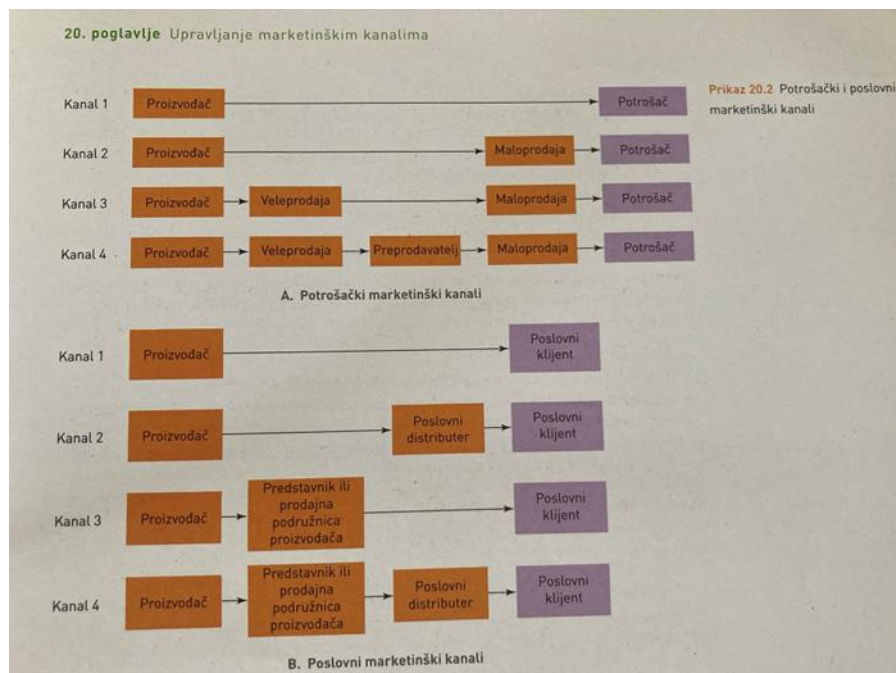 20. poglavlje Upravljanje marketinškim kanalima
Prikaz 20.2 Potrošački i poslovni
marketinški kanali
Kanal 1 Proizvođač Potrošač
Kanal 2 Proizvođač Maloprodaja Potrošač
Kanal 3 Proizvođač Veleprodaja Maloprodaja Potrošač
Kanal 4 Proizvođač Veleprodaja Preprodavatelj Maloprodaja Potrošač
A. Potrošački marketinški kanali
Kanal 1 Proizvođač
Poslovni
klijent
Kanal 2 Proizvođač
Poslovni
distributer
Poslovni
klijent
Kanal 3 Proizvođač
Predstavnik ili
prodajna
podružnica
proizvođača
Poslovni
klijent
Kanal 4 Proizvođač
Predstavnik ili
prodajna
podružnica
proizvođača
Poslovni
distributer
Poslovni
klijent
B. Poslovni marketinški kanali